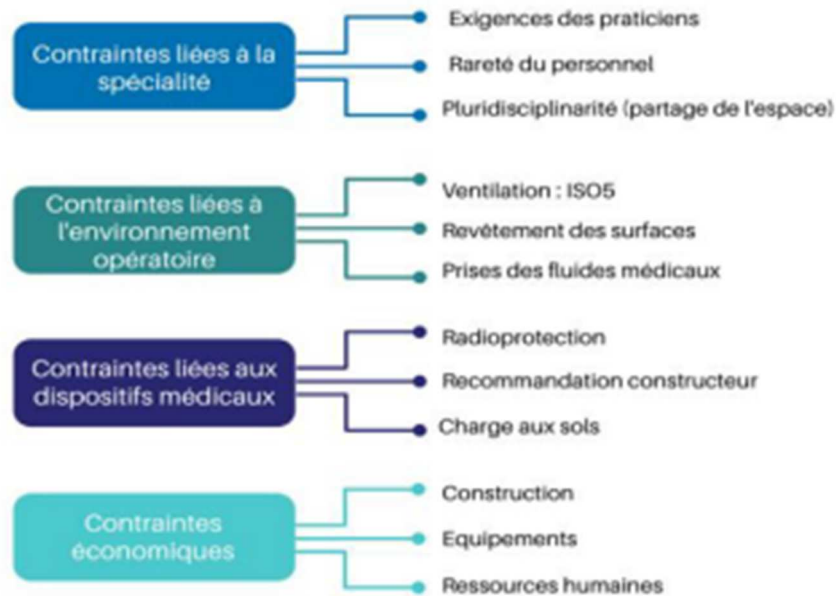 Contraintes liées à la
spécialité
Exigences des praticiens
Rareté du personnel
Pluridisciplinarité (partage de l'espace)
Contraintes liées à
l'environnement
opératoire
Ventilation : ISO5
Revêtement des surfaces
Prises des fluides médicaux
Contraintes liées aux
dispositifs médicaux
Radioprotection
Recommandation constructeur
Charge aux sols
Contraintes
économiques
Construction
Equipements
Ressources humaines